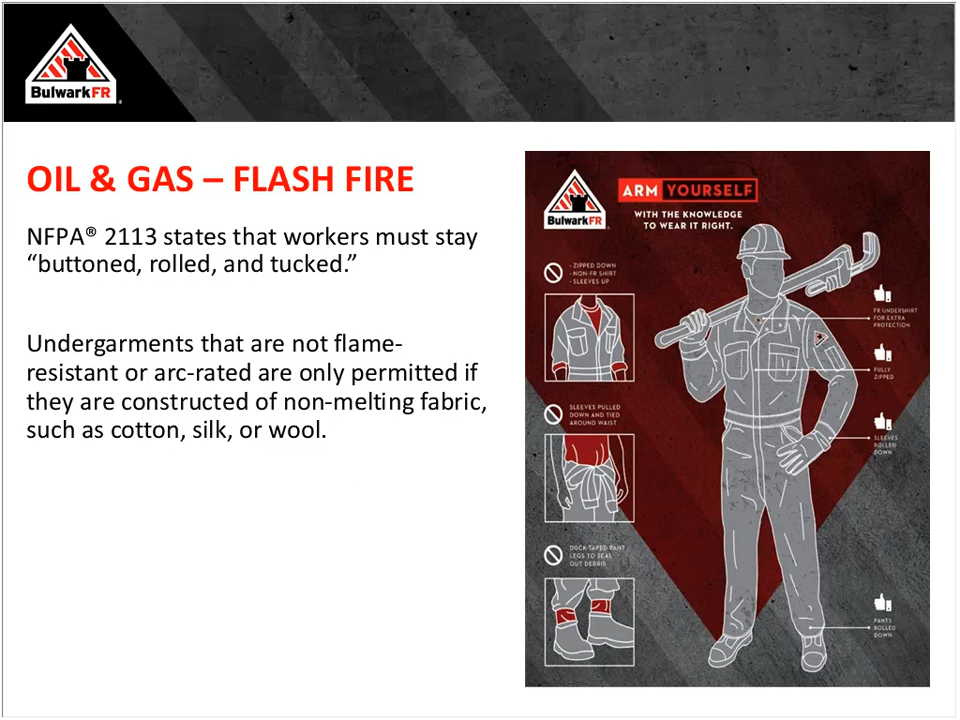 BulwarkFR
OIL & GAS – FLASH FIRE
NFPA® 2113 states that workers must stay
“buttoned, rolled, and tucked.”
Undergarments that are not flame-
resistant or arc-rated are only permitted if
they are constructed of non-melting fabric,
such as cotton, silk, or wool.
BulwarkFR
ARM YOURSELF
WITH THE KNOWLEDGE
TO WEAR IT RIGHT.
• ZIPPED DOWN
• NON-FR SHIRT
• SLEEVES UP
SLEEVES PULLED
DOWN AND TIED
AROUND WAIST
DUCK-TAPED PANT
LEGS TO SEAL
OUT DEBRIS
FR UNDERSHIRT
FOR EXTRA
PROTECTION
FULLY
ZIPPED
SLEEVES
ROLLED
DOWN
PANTS
ROLLED
DOWN